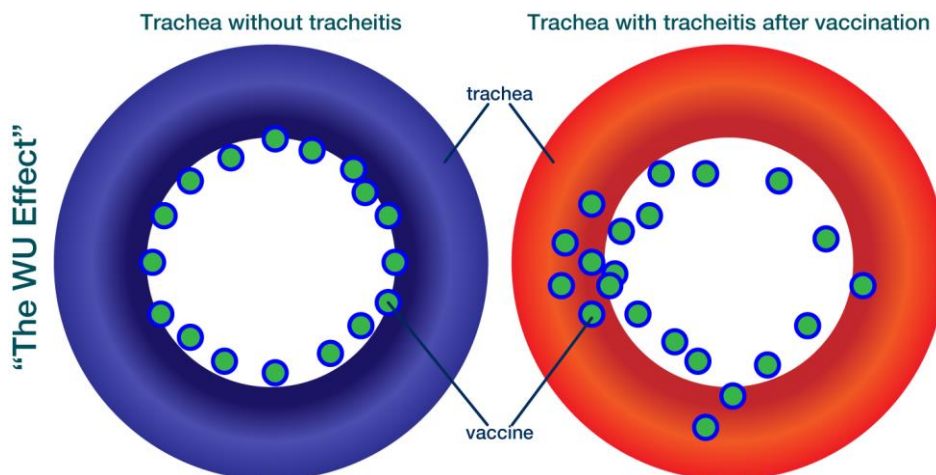 Trachea without tracheitis
Trachea with tracheitis after vaccination
"The WU Effect"
trachea
vaccine